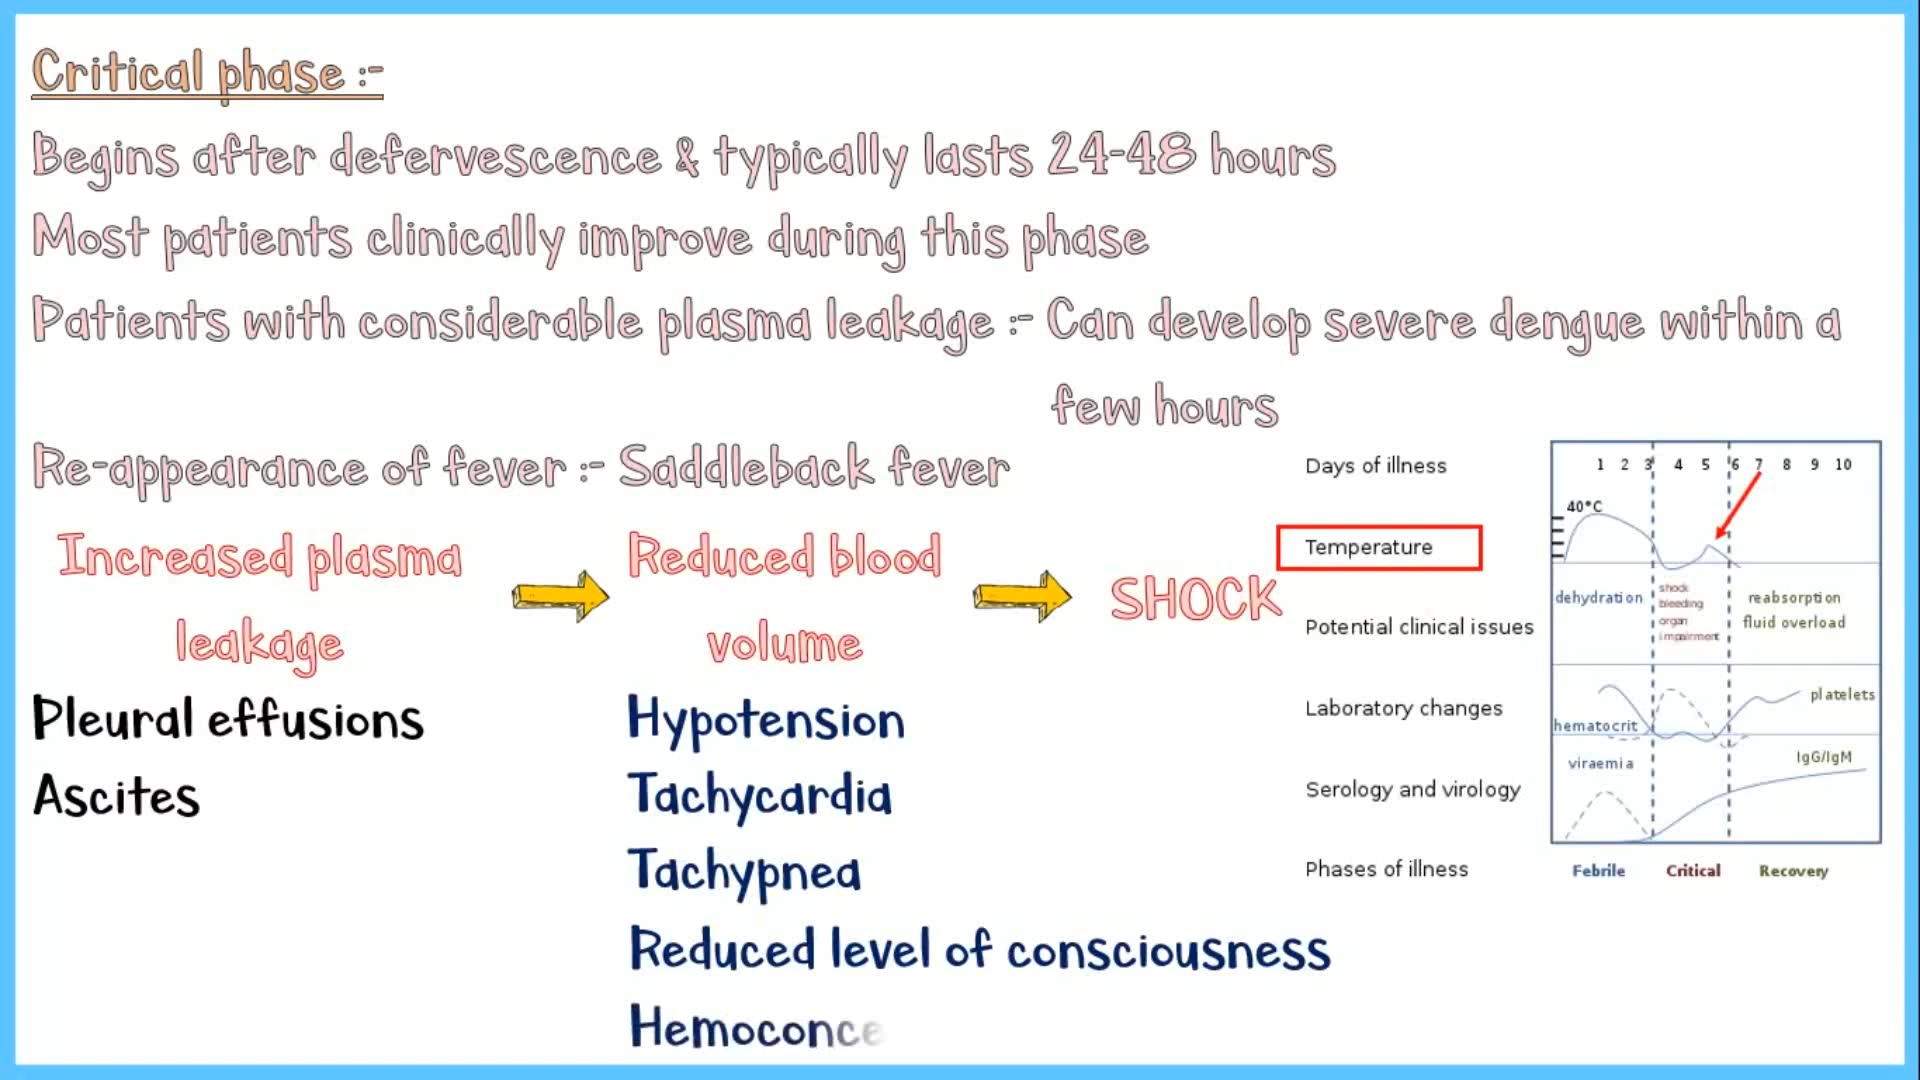 Critical phase :-
Begins after defervescence & typically lasts 24-48 hours
Most patients clinically improve during this phase
Patients with considerable plasma leakage :- Can develop severe dengue within a
few hours
Re-appearance of fever :- Saddleback fever
Increased plasma
leakage
Reduced blood
volume
SHOCK
Pleural effusions
Ascites
Hypotension
Tachycardia
Tachypnea
Reduced level of consciousness
Hemoconce
Days of illness
1 2 3 4 5 6 7 8 9 10
40°C
Temperature
Potential clinical issues
dehydration
shock
bleeding
organ
impairment
reabsorption
fluid overload
Laboratory changes
hematocrit
platelets
Serology and virology
viraemia
IgG/IgM
Phases of illness
Febrile
Critical
Recovery